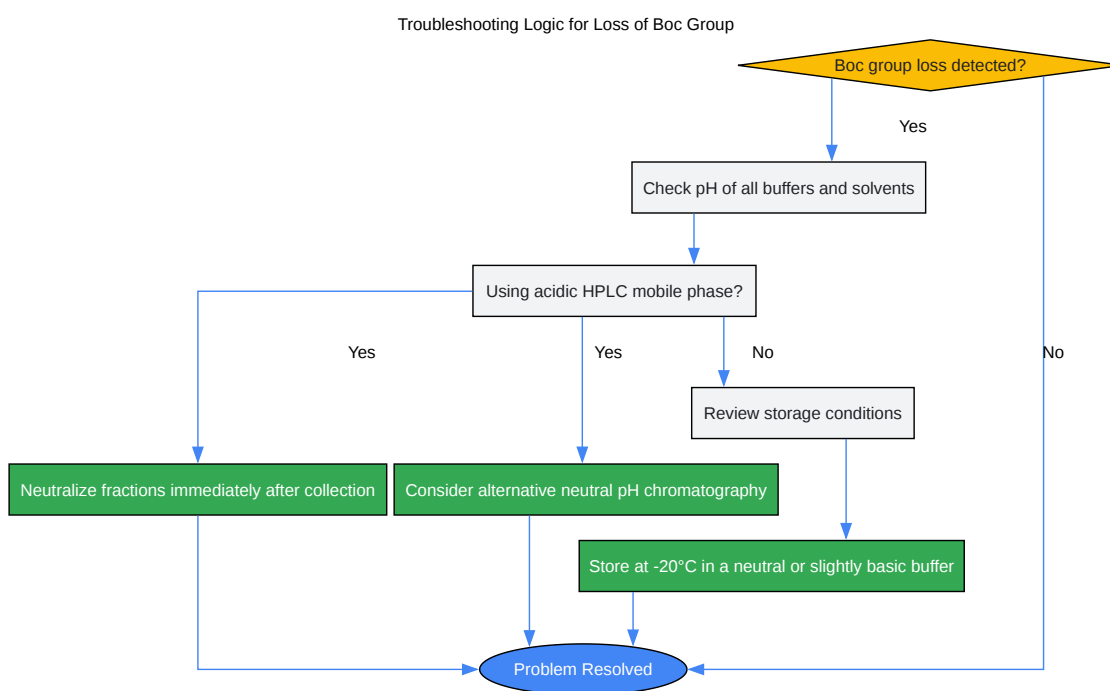 Troubleshooting Logic for Loss of Boc Group
Boc group loss detected?
Yes
Check pH of all buffers and solvents
Using acidic HPLC mobile phase?
Yes
Yes
No
No
Review storage conditions
Neutralize fractions immediately after collection
Consider alternative neutral pH chromatography
Store at -20°C in a neutral or slightly basic buffer
Problem Resolved